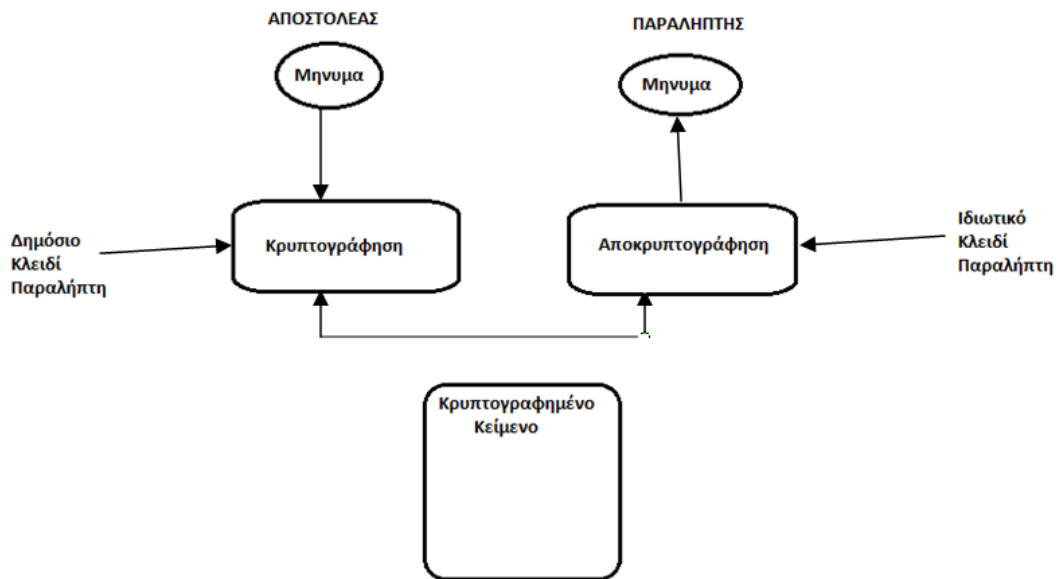 ΑΠΟΣΤΟΛΕΑΣ
ΠΑΡΑΛΗΠΤΗΣ
Μηνυμα
Μηνυμα
Δημόσιο
Κλειδί
Παραλήπτη
Κρυπτογράφηση
Αποκρυπτογράφηση
Ιδιωτικό
Κλειδί
Παραλήπτη
Κρυπτογραφημένο
Κείμενο